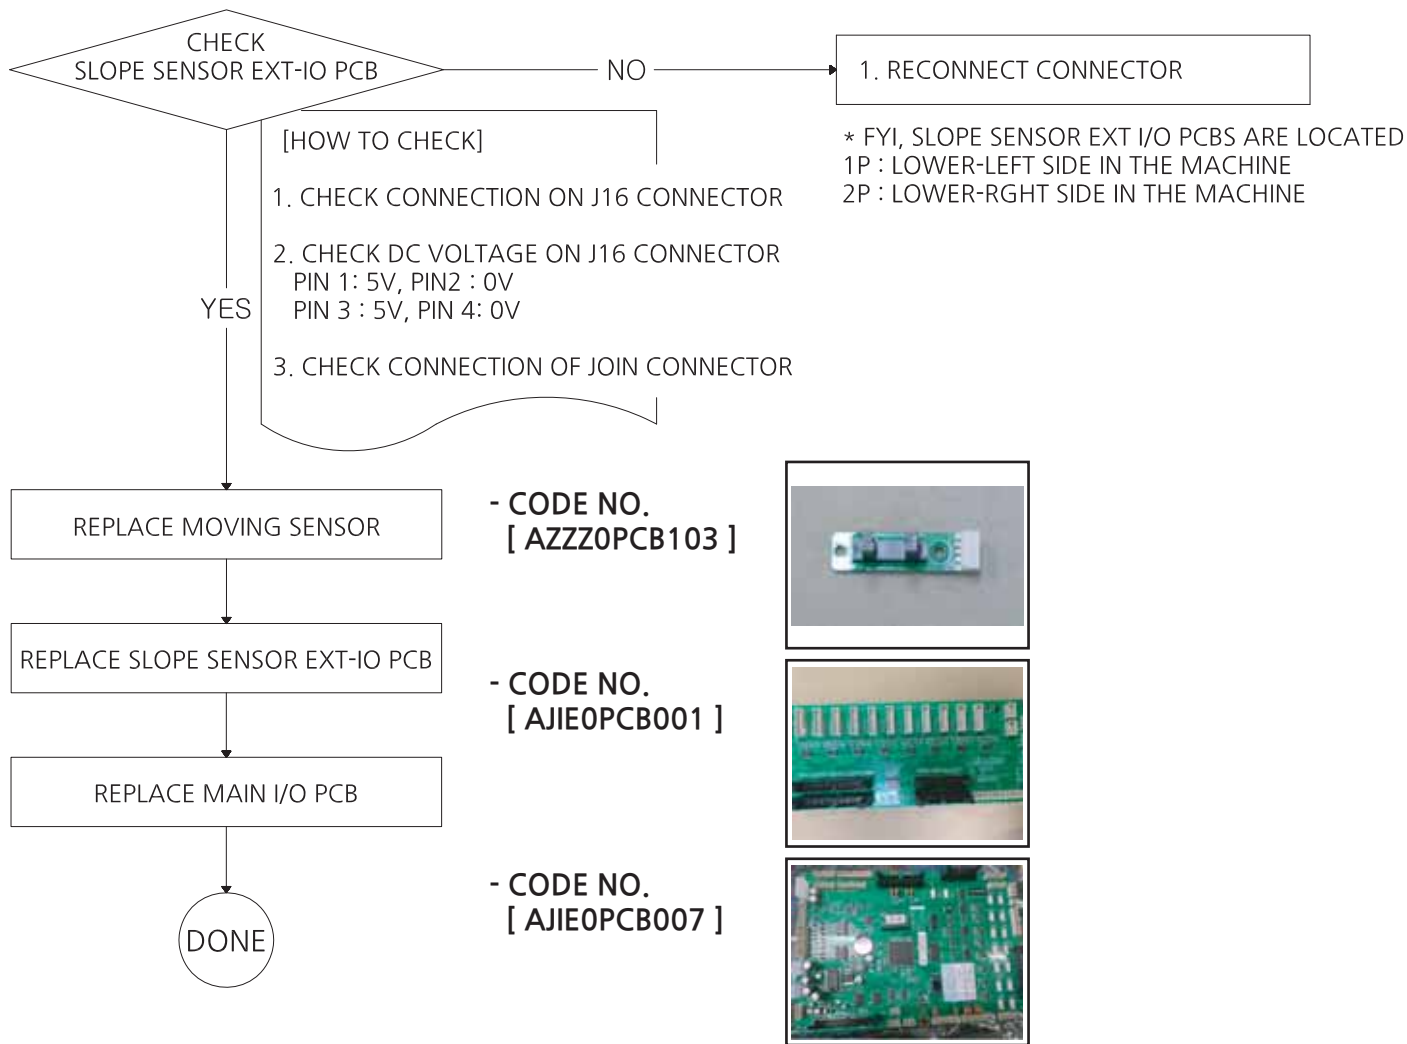 CHECK
SLOPE SENSOR EXT-IO PCB
NO
1. RECONNECT CONNECTOR
* FYI, SLOPE SENSOR EXT I/O PCBS ARE LOCATED
1P : LOWER-LEFT SIDE IN THE MACHINE
2P : LOWER-RGHT SIDE IN THE MACHINE
[HOW TO CHECK]
1. CHECK CONNECTION ON J16 CONNECTOR
2. CHECK DC VOLTAGE ON J16 CONNECTOR
PIN 1: 5V, PIN2 : 0V
PIN 3 : 5V, PIN 4: 0V
3. CHECK CONNECTION OF JOIN CONNECTOR
YES
REPLACE MOVING SENSOR
- CODE NO.
[ AZZZ0PCB103 ]
REPLACE SLOPE SENSOR EXT-IO PCB
- CODE NO.
[ AJIE0PCB001 ]
REPLACE MAIN I/O PCB
- CODE NO.
[ AJIE0PCB007 ]
DONE